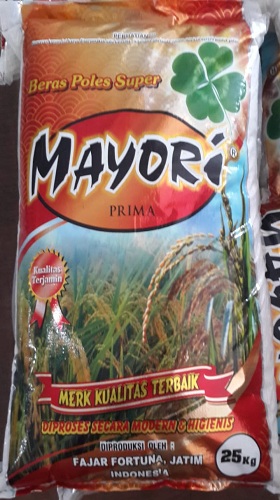 PERHATIAN
Beras Poles Super
MAYORi®
PRIMA
Kualitas
Terjamin
MERK KUALITAS TERBAIK
DIPROSES SECARA MODERN & HIGIENIS
DIPRODUKSI OLEH :
FAJAR FORTUNA, JATIM
INDONESIA
25KG